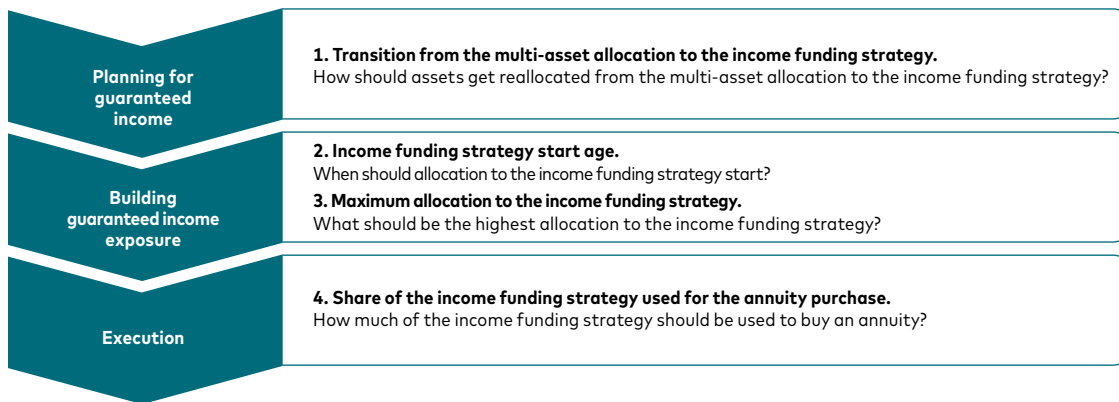 Planning for
guaranteed
income
1. Transition from the multi-asset allocation to the income funding strategy.
How should assets get reallocated from the multi-asset allocation to the income funding strategy?
Building
guaranteed income
exposure
2. Income funding strategy start age.
When should allocation to the income funding strategy start?
3. Maximum allocation to the income funding strategy.
What should be the highest allocation to the income funding strategy?
Execution
4. Share of the income funding strategy used for the annuity purchase.
How much of the income funding strategy should be used to buy an annuity?